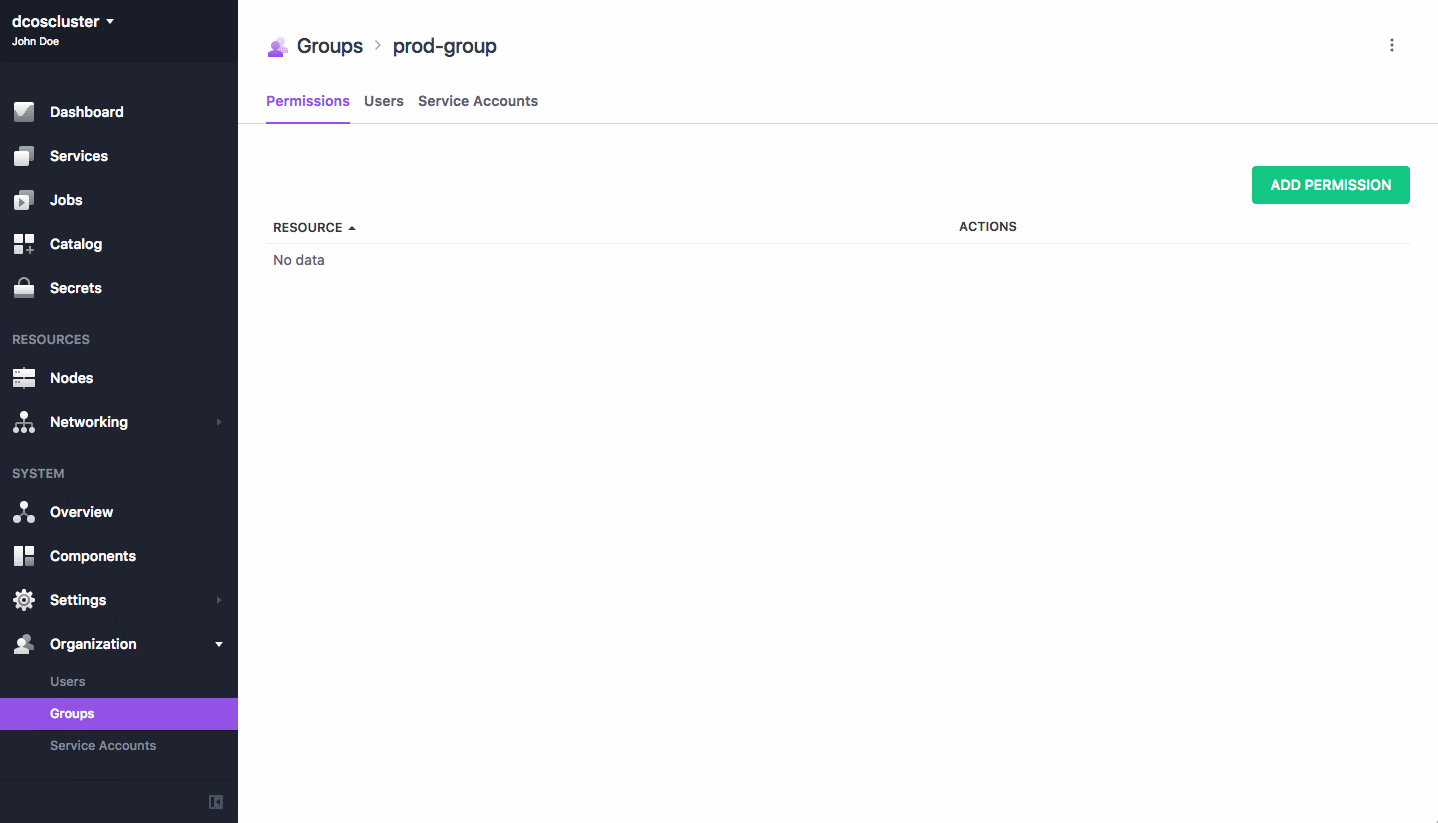 dcoscluster
John Doe
Dashboard
Services
Jobs
Catalog
Secrets
RESOURCES
Nodes
Networking
SYSTEM
Overview
Components
Settings
Organization
Users
Groups
Service Accounts
Groups > prod-group
Permissions Users Service Accounts
ADD PERMISSION
RESOURCE ACTIONS
No data